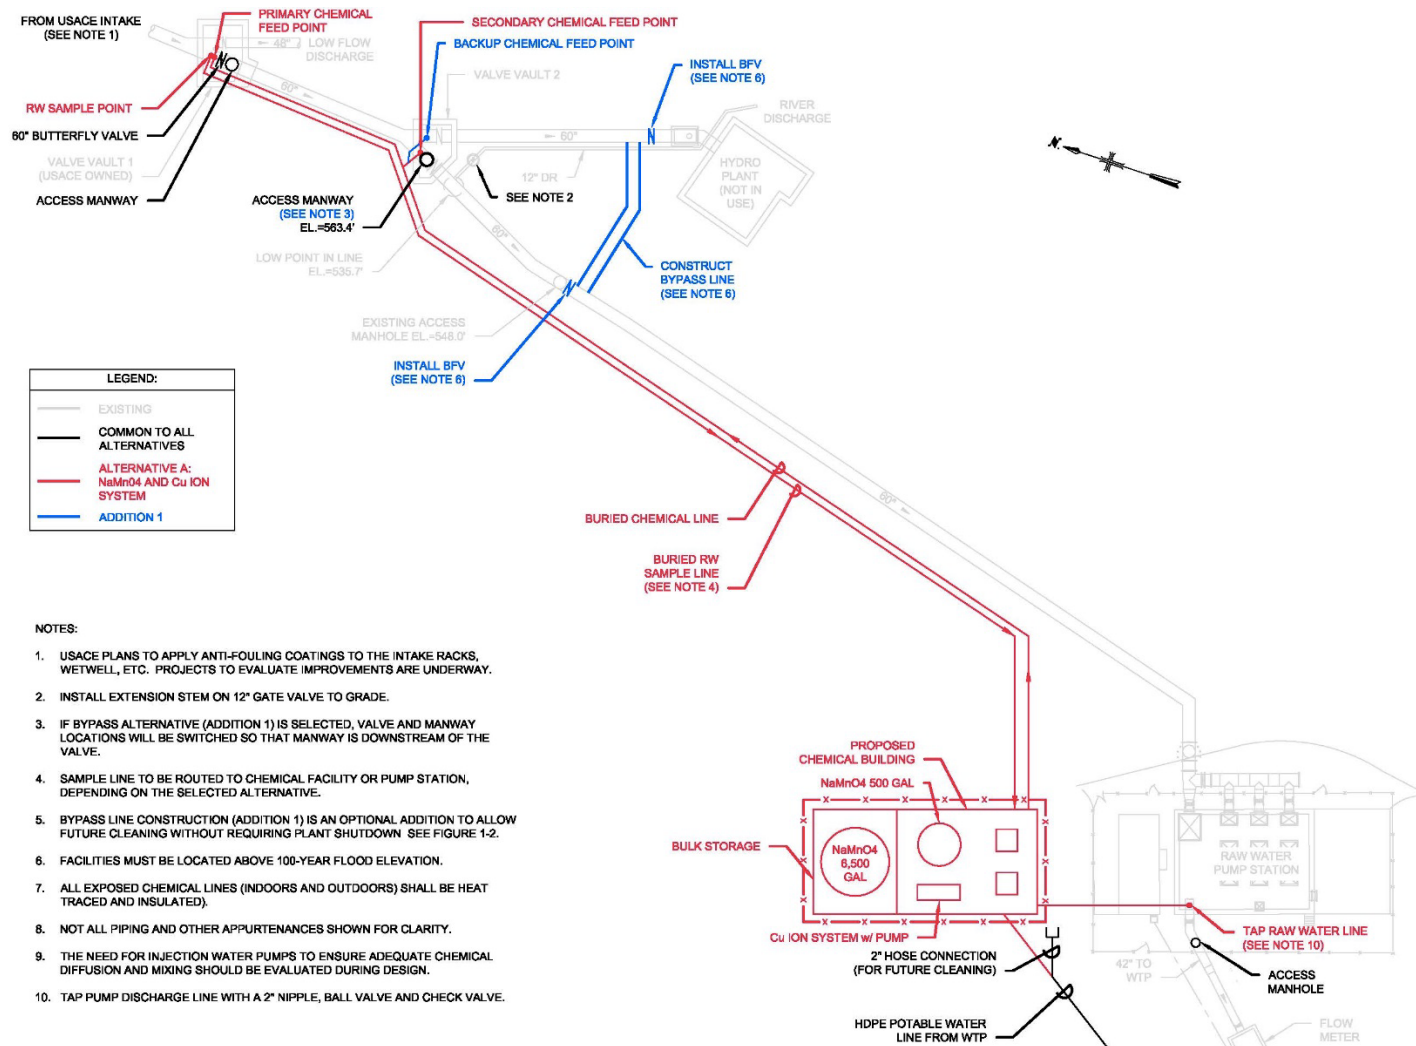 FROM USACE INTAKE
(SEE NOTE 1)
PRIMARY CHEMICAL
FEED POINT
48"
LOW FLOW
DISCHARGE
SECONDARY CHEMICAL FEED POINT
BACKUP CHEMICAL FEED POINT
VALVE VAULT 2
INSTALL BFV
(SEE NOTE 6)
RIVER
DISCHARGE
RW SAMPLE POINT
60" BUTTERFLY VALVE
VALVE VAULT 1
(USACE OWNED)
ACCESS MANWAY
60"
60"
12" DR
HYDRO
PLANT
(NOT IN
USE)
N.
ACCESS MANWAY
(SEE NOTE 3)
EL.=563.4'
SEE NOTE 2
60"
LOW POINT IN LINE
EL.=535.7'
CONSTRUCT
BYPASS LINE
(SEE NOTE 6)
EXISTING ACCESS
MANHOLE EL.=548.0'
INSTALL BFV
(SEE NOTE 6)
LEGEND:
EXISTING
COMMON TO ALL
ALTERNATIVES
ALTERNATIVE A:
NaMn04 AND Cu ION
SYSTEM
ADDITION 1
60"
BURIED CHEMICAL LINE
BURIED RW
SAMPLE LINE
(SEE NOTE 4)
NOTES:
1. USACE PLANS TO APPLY ANTI-FOULING COATINGS TO THE INTAKE RACKS,
WETWELL, ETC. PROJECTS TO EVALUATE IMPROVEMENTS ARE UNDERWAY.
2. INSTALL EXTENSION STEM ON 12" GATE VALVE TO GRADE.
3. IF BYPASS ALTERNATIVE (ADDITION 1) IS SELECTED, VALVE AND MANWAY
LOCATIONS WILL BE SWITCHED SO THAT MANWAY IS DOWNSTREAM OF THE
VALVE.
4. SAMPLE LINE TO BE ROUTED TO CHEMICAL FACILITY OR PUMP STATION,
DEPENDING ON THE SELECTED ALTERNATIVE.
5. BYPASS LINE CONSTRUCTION (ADDITION 1) IS AN OPTIONAL ADDITION TO ALLOW
FUTURE CLEANING WITHOUT REQUIRING PLANT SHUTDOWN SEE FIGURE 1-2.
6. FACILITIES MUST BE LOCATED ABOVE 100-YEAR FLOOD ELEVATION.
7. ALL EXPOSED CHEMICAL LINES (INDOORS AND OUTDOORS) SHALL BE HEAT
TRACED AND INSULATED).
8. NOT ALL PIPING AND OTHER APPURTENANCES SHOWN FOR CLARITY.
9. THE NEED FOR INJECTION WATER PUMPS TO ENSURE ADEQUATE CHEMICAL
DIFFUSION AND MIXING SHOULD BE EVALUATED DURING DESIGN.
10. TAP PUMP DISCHARGE LINE WITH A 2" NIPPLE, BALL VALVE AND CHECK VALVE.
PROPOSED
CHEMICAL BUILDING
NaMnO4 500 GAL
BULK STORAGE
NaMnO4
6,500
GAL
Cu ION SYSTEM w/ PUMP
RAW WATER
PUMP STATION
TAP RAW WATER LINE
(SEE NOTE 10)
2" HOSE CONNECTION
(FOR FUTURE CLEANING)
42" TO
WTP
ACCESS
MANHOLE
HDPE POTABLE WATER
LINE FROM WTP
FLOW
METER